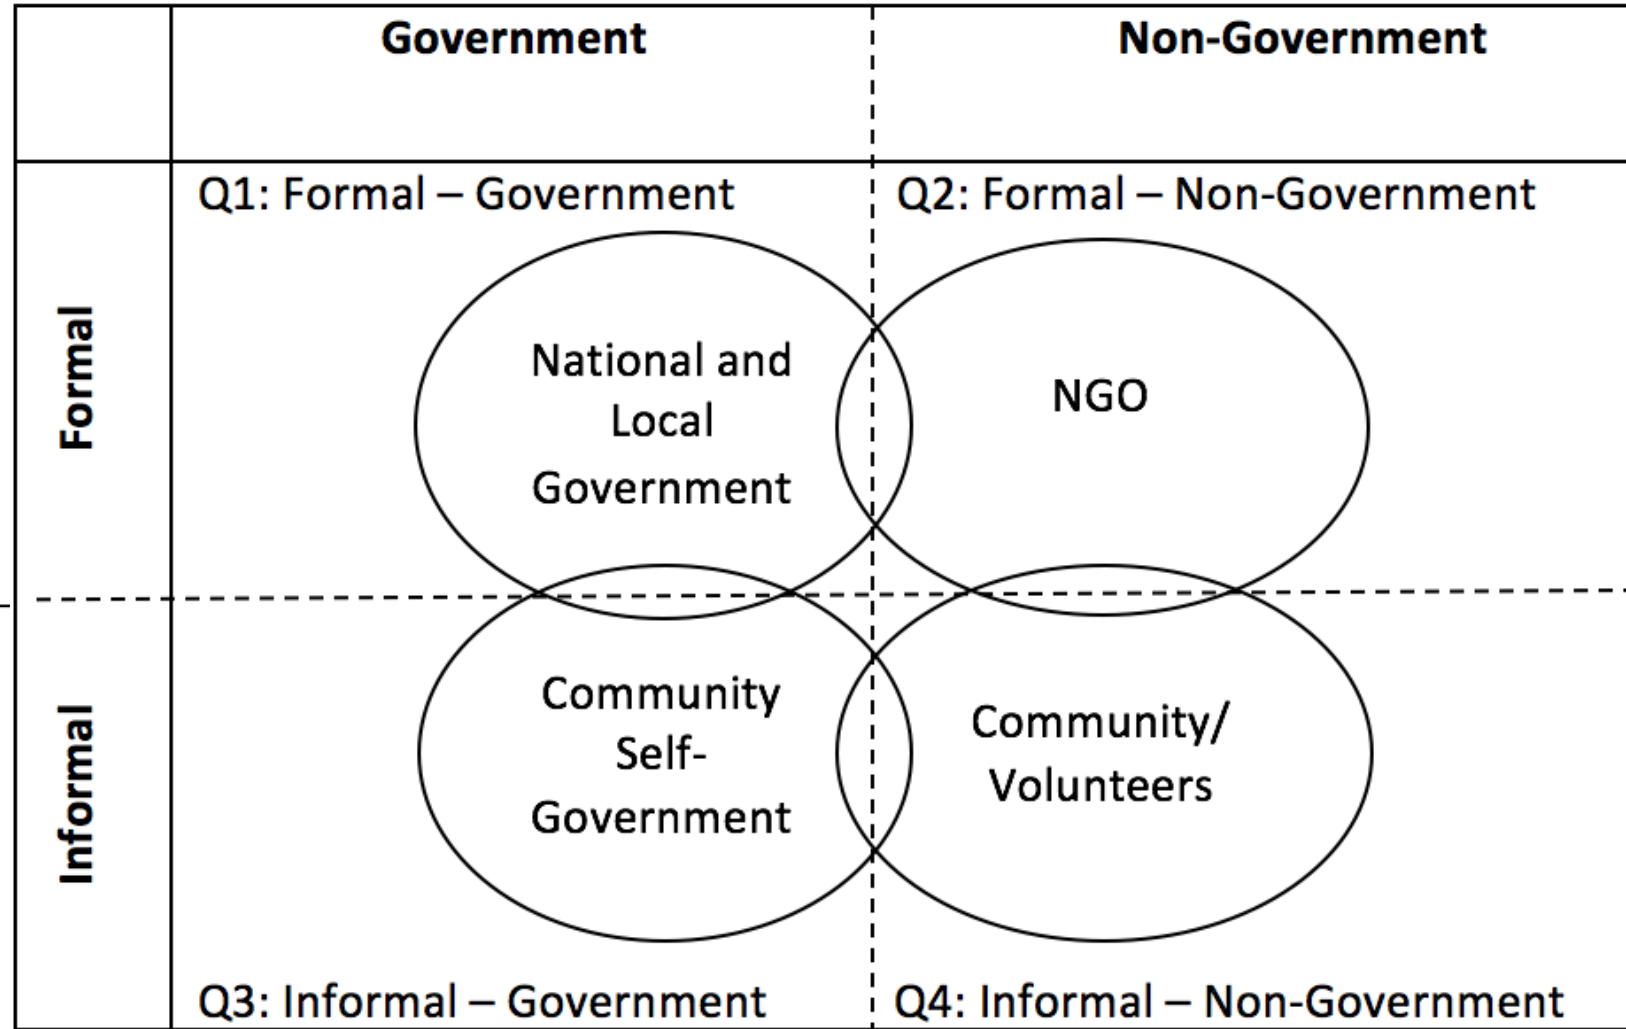 Government
Non-Government
Formal
Q1: Formal – Government
National and
Local
Government
Q2: Formal – Non-Government
NGO
Informal
Community
Self-
Government
Q3: Informal – Government
Community/
Volunteers
Q4: Informal – Non-Government